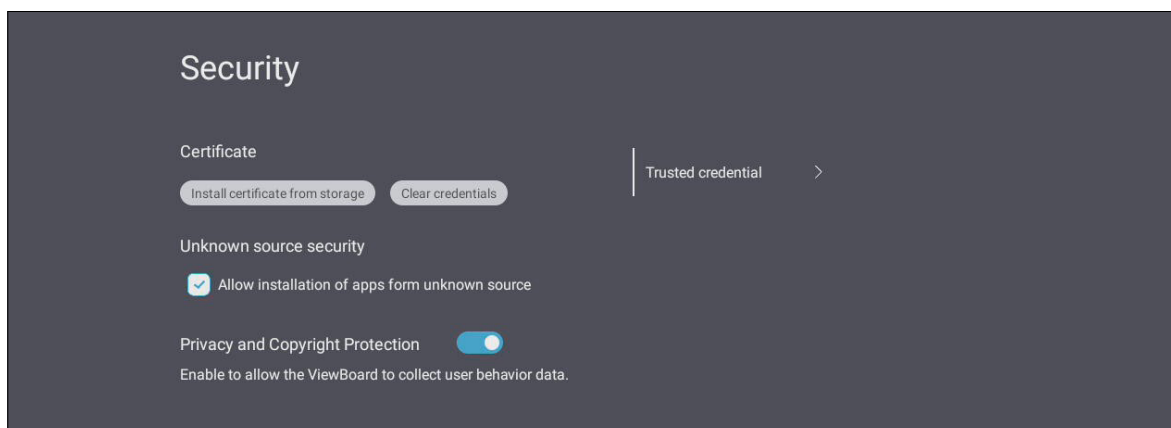 Security
Certificate
Trusted credential
Install certificate from storage Clear credentials
Unknown source security
Allow installation of apps form unknown source
Privacy and Copyright Protection
Enable to allow the ViewBoard to collect user behavior data.